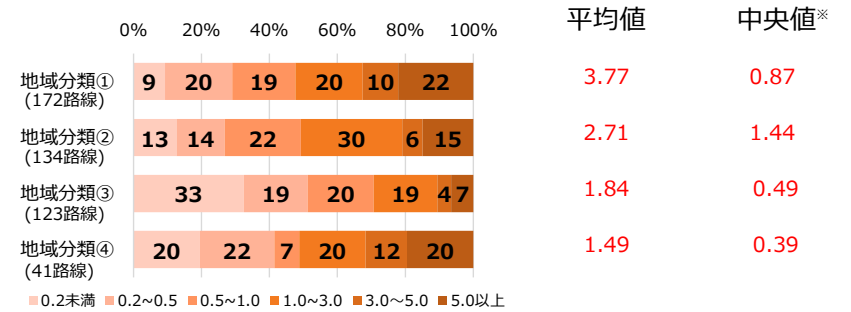 平均値 中央値※
0% 20% 40% 60% 80% 100%
地域分類① 9 20 19 20 10 22 3.77 0.87
(172路線)
地域分類② 13 14 22 30 6 15 2.71 1.44
(134路線)
地域分類③ 33 19 20 19 4 7 1.84 0.49
(123路線)
地域分類④ 20 22 7 20 12 20 1.49 0.39
(41路線)
0.2未満 0.2~0.5 0.5~1.0 1.0~3.0 3.0～5.0 5.0以上